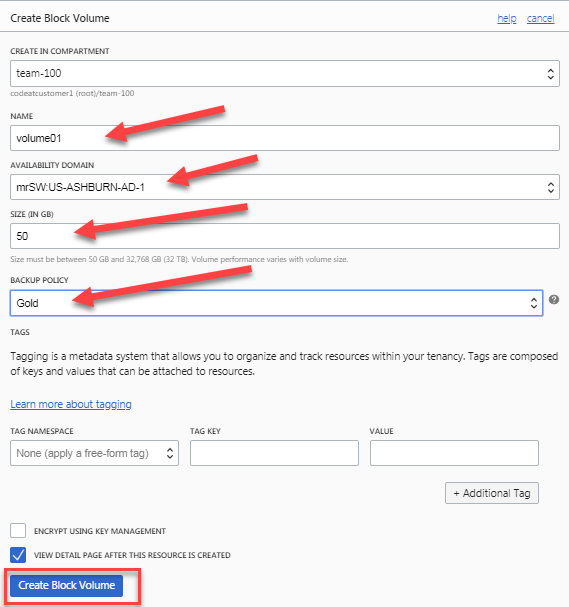 Create Block Volume help cancel
CREATE IN COMPARTMENT
team-100
codeatcustomer1 (root)/team-100
NAME
volume01
AVAILABILITY DOMAIN
mrSW:US-ASHBURN-AD-1
SIZE (IN GB)
50
Size must be between 50 GB and 32,768 GB (32 TB). Volume performance varies with volume size.
BACKUP POLICY
Gold
TAGS
Tagging is a metadata system that allows you to organize and track resources within your tenancy. Tags are composed
of keys and values that can be attached to resources.
Learn more about tagging
TAG NAMESPACE TAG KEY VALUE
None (apply a free-form tag)
+ Additional Tag
ENCRYPT USING KEY MANAGEMENT
VIEW DETAIL PAGE AFTER THIS RESOURCE IS CREATED
Create Block Volume